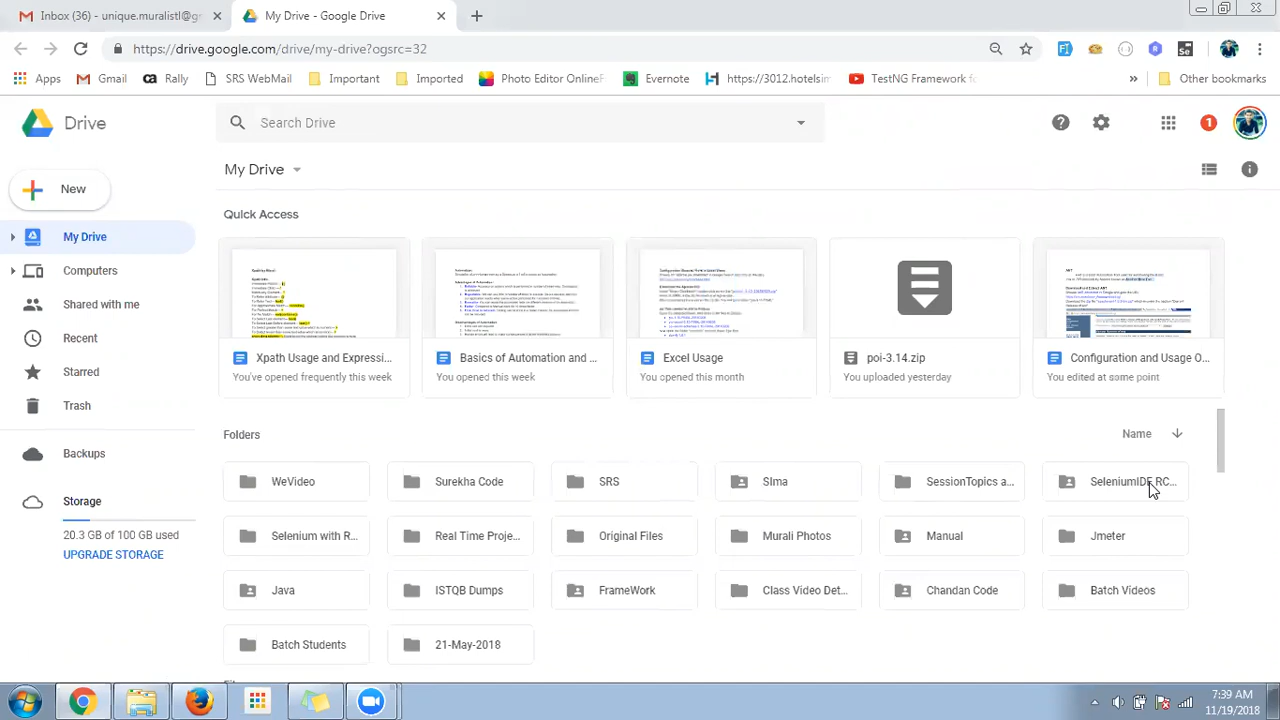 Inbox (36) - unique.muralistl@g
My Drive - Google Drive
https://drive.google.com/drive/my-drive?ogsrc=32
Apps
Gmail
Rally
SRS WebMail
Important
Imported
Photo Editor OnlineF
Evernote
https://3012.hotelsim
TestNG Framework fo
»
Other bookmarks
Drive
Search Drive
1
My Drive
New
Quick Access
My Drive
Computers
Shared with me
Recent
Starred
Trash
Backups
Storage
20.3 GB of 100 GB used
UPGRADE STORAGE
Xpath Usage and Expressi...
You've opened frequently this week
Basics of Automation and ...
You opened this week
Excel Usage
You opened this month
poi-3.14.zip
You uploaded yesterday
Configuration and Usage O...
You edited at some point
Folders
Name
WeVideo
Surekha Code
SRS
SIma
SessionTopics a...
SeleniumIDE RC...
Selenium with R...
Real Time Proje...
Original Files
Murali Photos
Manual
Jmeter
Java
ISTQB Dumps
FrameWork
Class Video Det...
Chandan Code
Batch Videos
Batch Students
21-May-2018
7:39 AM
11/19/2018